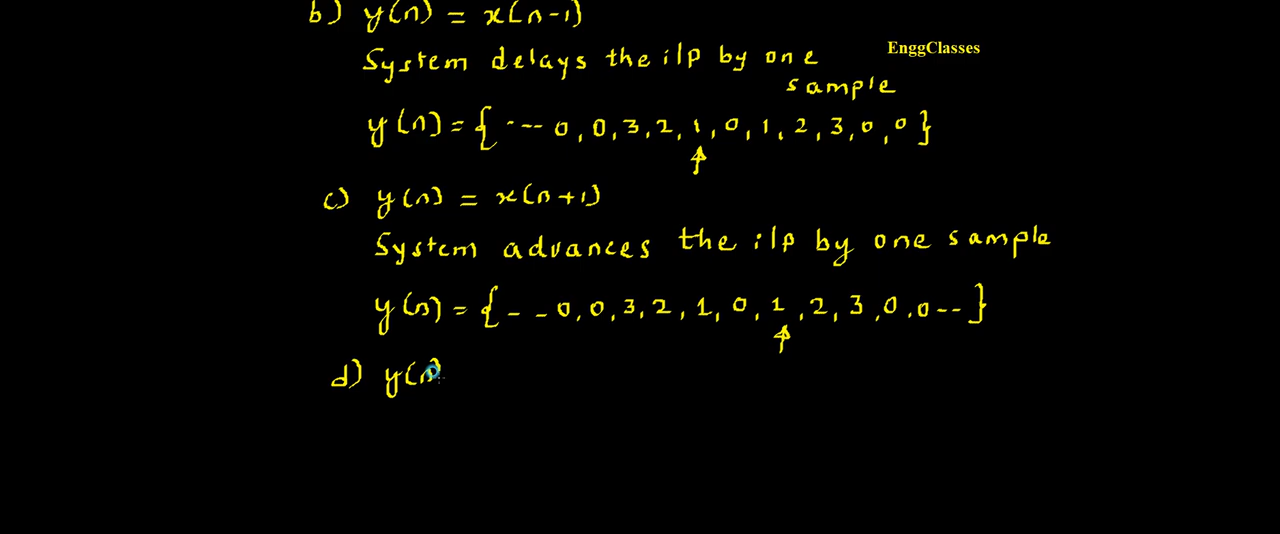 b) y(n) = x(n-1)
EnggClasses
System delays the i/p by one
sample
y(n) = { ---- 0, 0, 3, 2, 1, 0, 1, 2, 3, 0, 0 }
↑
c) y(n) = x(n+1)
System advances the i/p by one sample
y(n) = { -- 0, 0, 3, 2, 1, 0, 1, 2, 3, 0, 0 -- }
↑
d) y(n)